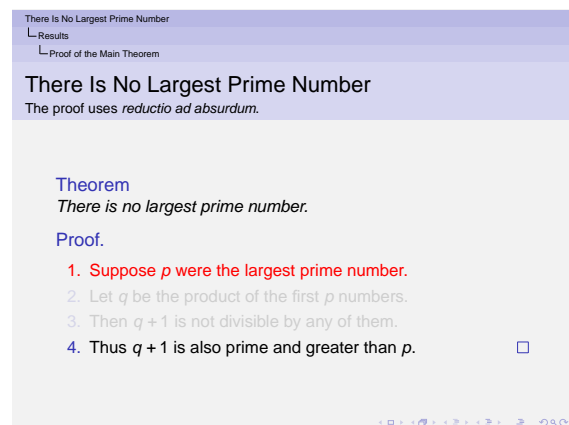 There Is No Largest Prime Number
Results
Proof of the Main Theorem
There Is No Largest Prime Number
The proof uses reductio ad absurdum.
Theorem
There is no largest prime number.
Proof.
1. Suppose p were the largest prime number.
2. Let q be the product of the first p numbers.
3. Then q + 1 is not divisible by any of them.
4. Thus q + 1 is also prime and greater than p. □